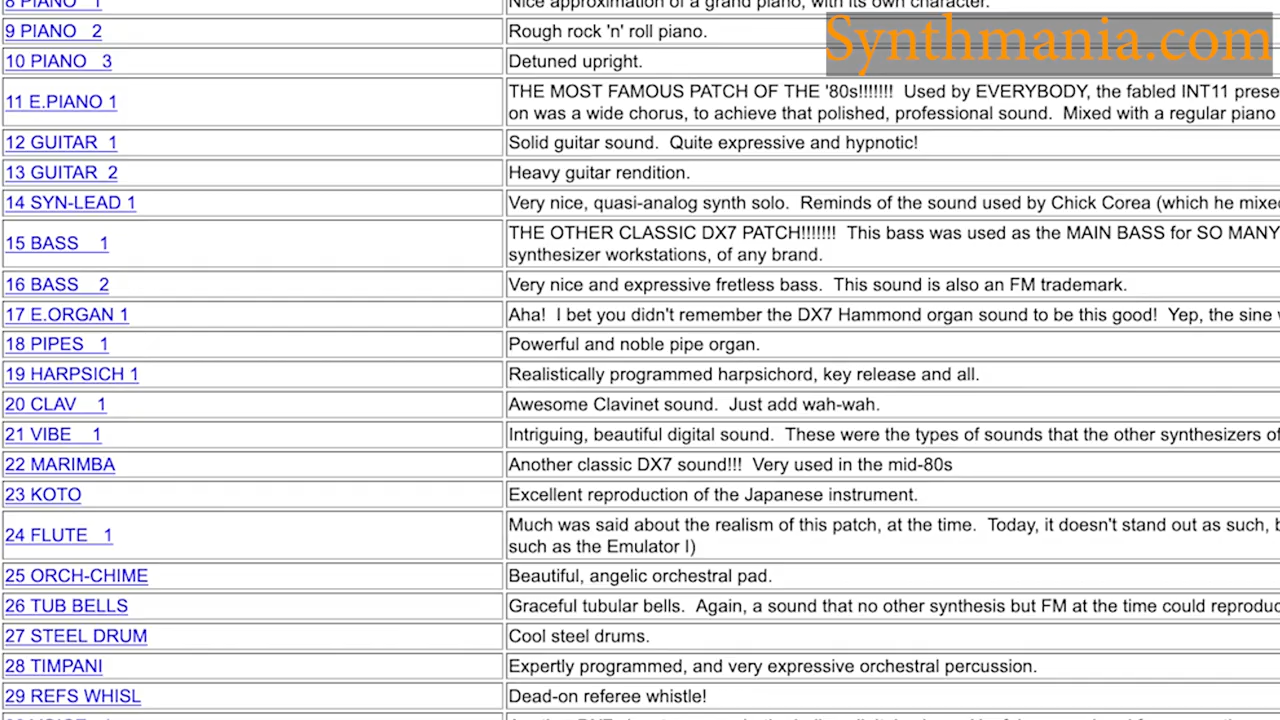 8 PIANO 1
Nice approximation of a grand piano, with its own character.
Synthmania.com
9 PIANO 2
Rough rock 'n' roll piano.
10 PIANO 3
Detuned upright.
11 E.PIANO 1
THE MOST FAMOUS PATCH OF THE '80s!!!!!!! Used by EVERYBODY, the fabled INT11 prese
on was a wide chorus, to achieve that polished, professional sound. Mixed with a regular piano
12 GUITAR 1
Solid guitar sound. Quite expressive and hypnotic!
13 GUITAR 2
Heavy guitar rendition.
14 SYN-LEAD 1
Very nice, quasi-analog synth solo. Reminds of the sound used by Chick Corea (which he mixed
15 BASS 1
THE OTHER CLASSIC DX7 PATCH!!!!!!! This bass was used as the MAIN BASS for SO MANY
synthesizer workstations, of any brand.
16 BASS 2
Very nice and expressive fretless bass. This sound is also an FM trademark.
17 E.ORGAN 1
Aha! I bet you didn't remember the DX7 Hammond organ sound to be this good! Yep, the sine
18 PIPES 1
Powerful and noble pipe organ.
19 HARPSICH 1
Realistically programmed harpsichord, key release and all.
20 CLAV 1
Awesome Clavinet sound. Just add wah-wah.
21 VIBE 1
Intriguing, beautiful digital sound. These were the types of sounds that the other synthesizers of
22 MARIMBA
Another classic DX7 sound!!! Very used in the mid-80s
23 KOTO
Excellent reproduction of the Japanese instrument.
24 FLUTE 1
Much was said about the realism of this patch, at the time. Today, it doesn't stand out as such,
such as the Emulator I)
25 ORCH-CHIME
Beautiful, angelic orchestral pad.
26 TUB BELLS
Graceful tubular bells. Again, a sound that no other synthesis but FM at the time could reproduc
27 STEEL DRUM
Cool steel drums.
28 TIMPANI
Expertly programmed, and very expressive orchestral percussion.
29 REFS WHISL
Dead-on referee whistle!